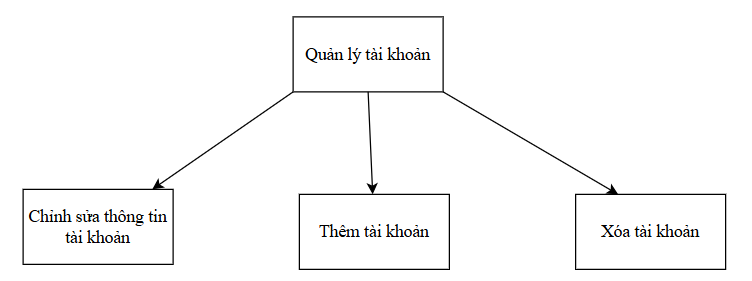 Quản lý tài khoản
Chỉnh sửa thông tin
tài khoản
Thêm tài khoản
Xóa tài khoản